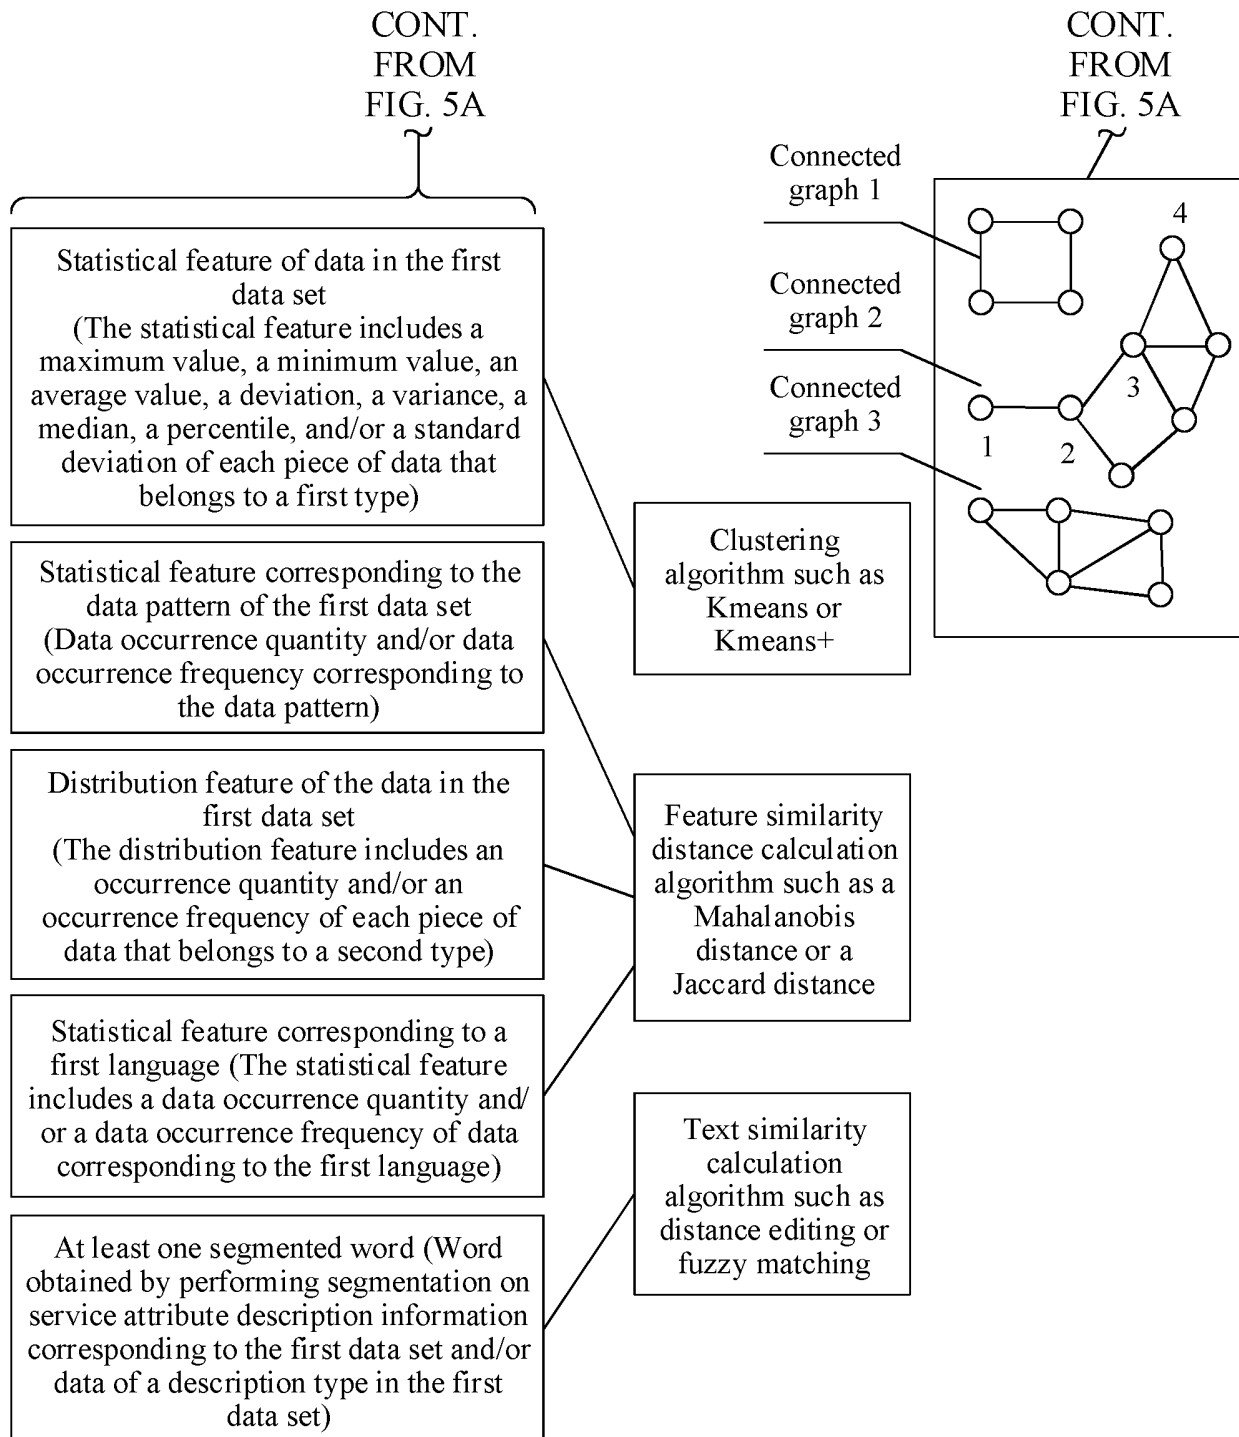 CONT.
FROM
FIG. 5A
Statistical feature of data in the first
data set
(The statistical feature includes a
maximum value, a minimum value, an
average value, a deviation, a variance, a
median, a percentile, and/or a standard
deviation of each piece of data that
belongs to a first type)
Statistical feature corresponding to the
data pattern of the first data set
(Data occurrence quantity and/or data
occurrence frequency corresponding to
the data pattern)
Distribution feature of the data in the
first data set
(The distribution feature includes an
occurrence quantity and/or an
occurrence frequency of each piece of
data that belongs to a second type)
Statistical feature corresponding to a
first language (The statistical feature
includes a data occurrence quantity and/
or a data occurrence frequency of data
corresponding to the first language)
At least one segmented word (Word
obtained by performing segmentation on
service attribute description information
corresponding to the first data set and/or
data of a description type in the first
data set)
Clustering
algorithm such as
Kmeans or
Kmeans+
Feature similarity
distance calculation
algorithm such as a
Mahalanobis
distance or a
Jaccard distance
Text similarity
calculation
algorithm such as
distance editing or
fuzzy matching
CONT.
FROM
FIG. 5A
Connected
graph 1
Connected
graph 2
Connected
graph 3
4
3
1
2